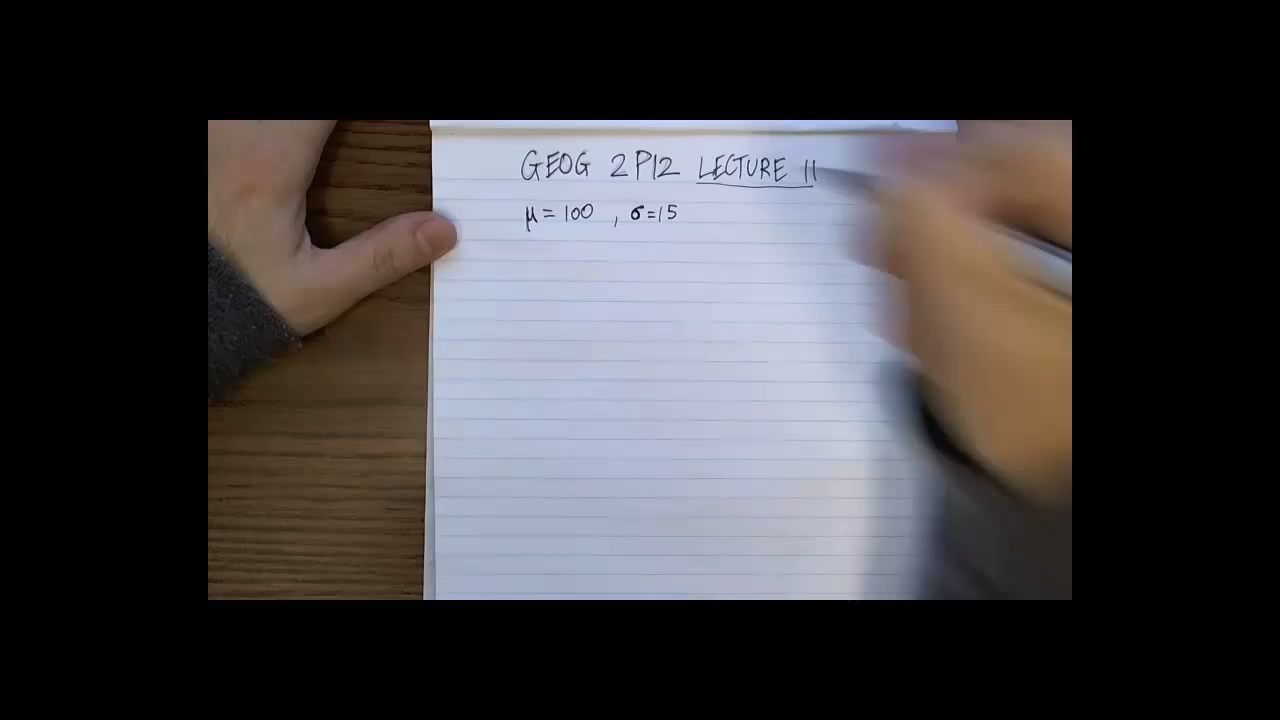 GEOG 2P12 LECTURE 11
μ = 100 , σ=15